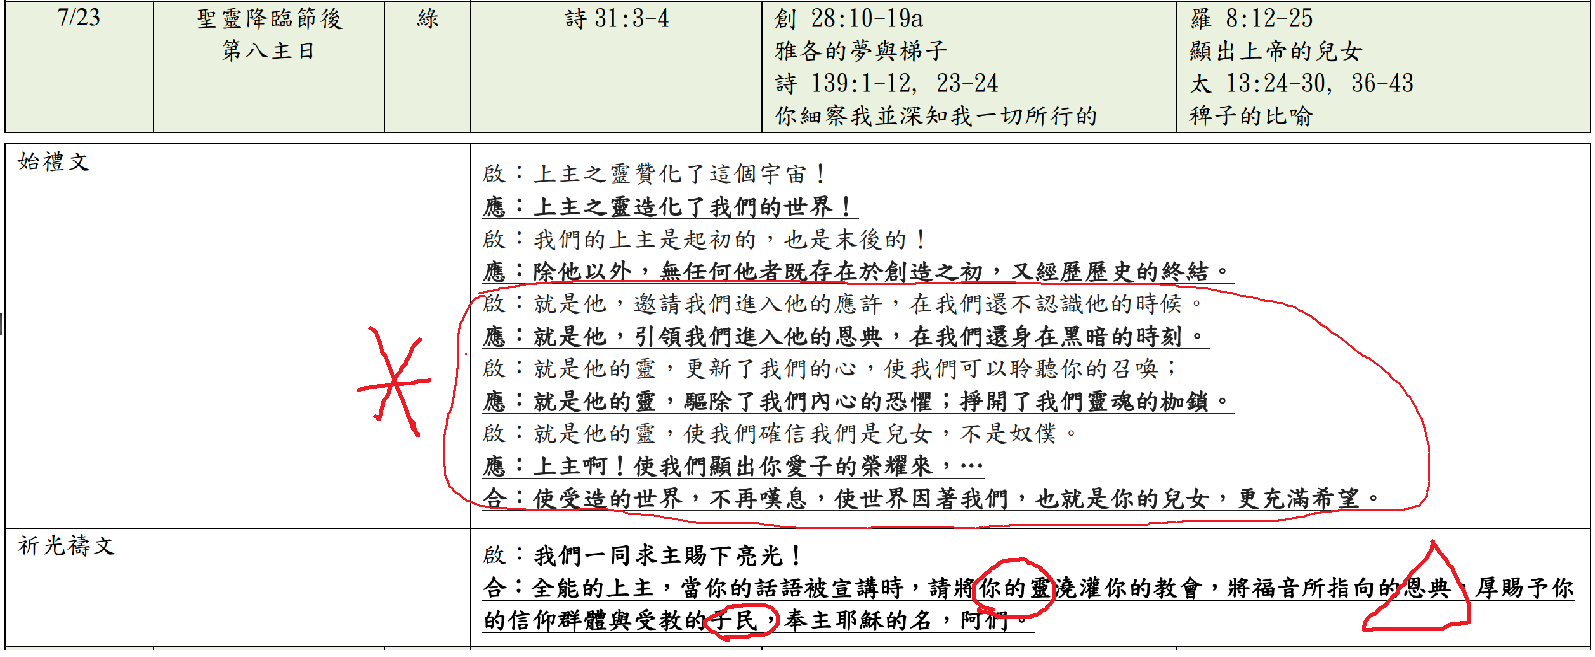 7/23
聖靈降臨節後
第八主日
綠
詩 31:3-4
創 28:10-19a
雅各的夢與梯子
詩 139:1-12, 23-24
你細察我並深知我一切所行的
羅 8:12-25
顯出上帝的兒女
太 13:24-30, 36-43
稗子的比喻
始禮文
啟：上主之靈贊化了這個宇宙！
應：上主之靈造化了我們的世界！
啟：我們的上主是起初的，也是末後的！
應：除他以外，無任何他者既存在於創造之初，又經歷歷史的終結。
啟：就是他，邀請我們進入他的應許，在我們還不認識他的時候。
應：就是他，引領我們進入他的恩典，在我們還身在黑暗的時刻。
啟：就是他的靈，更新了我們的心，使我們可以聆聽你的召喚；
應：就是他的靈，驅除了我們內心的恐懼；掙開了我們靈魂的枷鎖。
啟：就是他的靈，使我們確信我們是兒女，不是奴僕。
應：上主啊！使我們顯出你愛子的榮耀來，…
合：使受造的世界，不再嘆息，使世界因著我們，也就是你的兒女，更充滿希望。
祈光禱文
啟：我們一同求主賜下亮光！
合：全能的上主，當你的話語被宣講時，請將你的靈澆灌你的教會，將福音所指向的恩典，厚賜予你
的信仰群體與受教的子民，奉主耶穌的名，阿們。